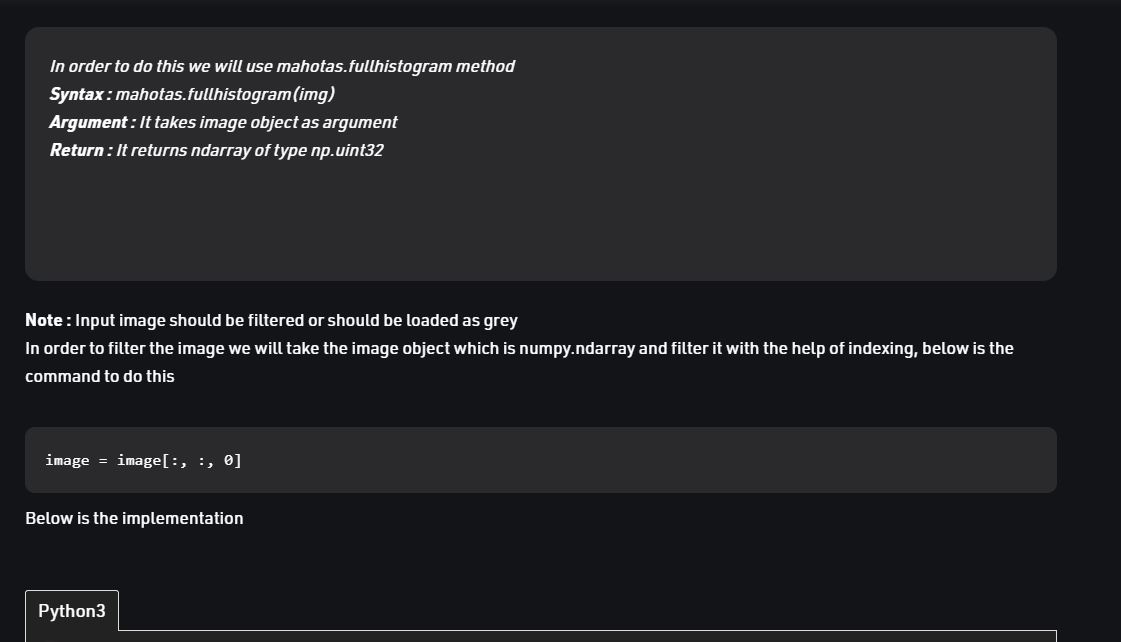 In order to do this we will use mahotas.fullhistogram method
Syntax : mahotas.fullhistogram(img)
Argument : It takes image object as argument
Return : It returns ndarray of type np.uint32
Note : Input image should be filtered or should be loaded as grey
In order to filter the image we will take the image object which is numpy.ndarray and filter it with the help of indexing, below is the
command to do this
image = image[:, :, 0]
Below is the implementation
Python3